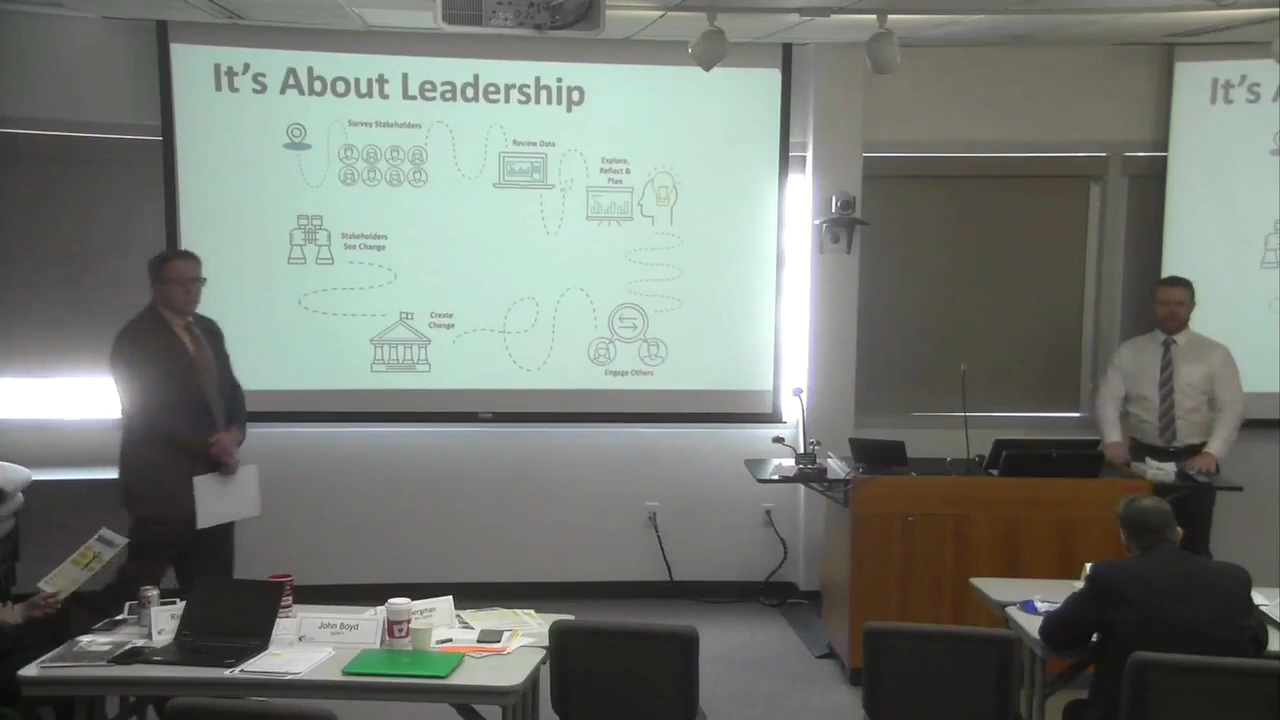 It's About Leadership
Survey Stakeholders
Review Data
Explore,
Reflect &
Plan
Stakeholders
See Change
Create
Change
Engage Others
It's
John Boyd